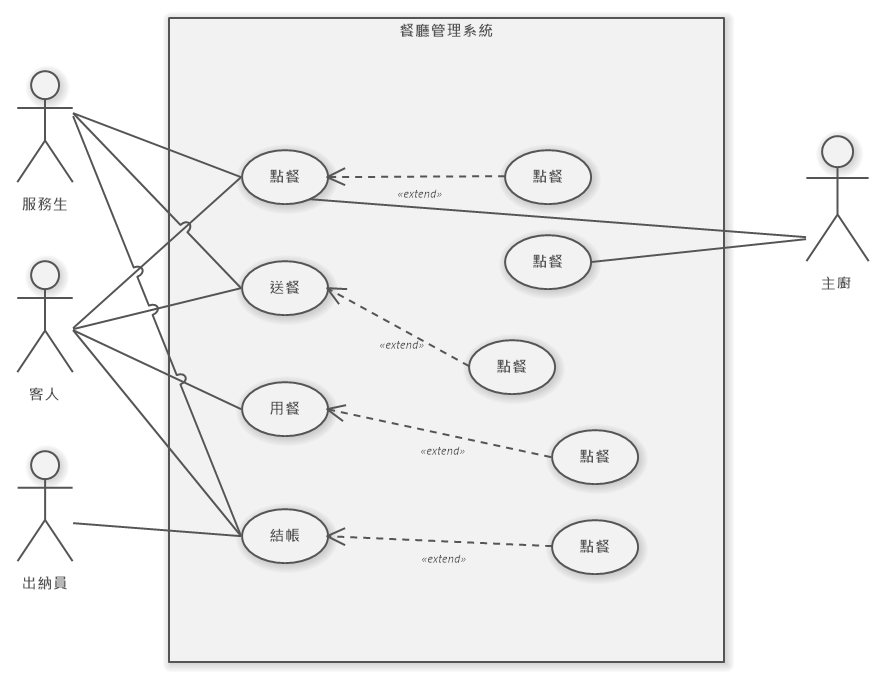 餐廳管理系統
服務生
點餐
點餐
«extend»
點餐
主廚
送餐
«extend»
點餐
客人
用餐
«extend»
點餐
結帳
點餐
«extend»
出納員